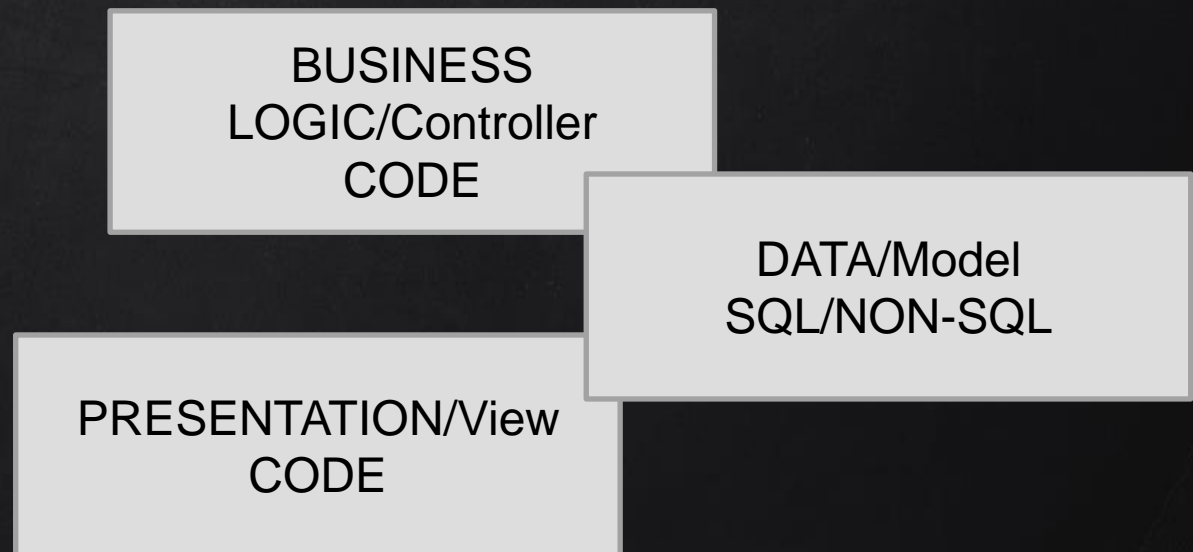 BUSINESS
LOGIC/Controller
CODE
DATA/Model
SQL/NON-SQL
PRESENTATION/View
CODE